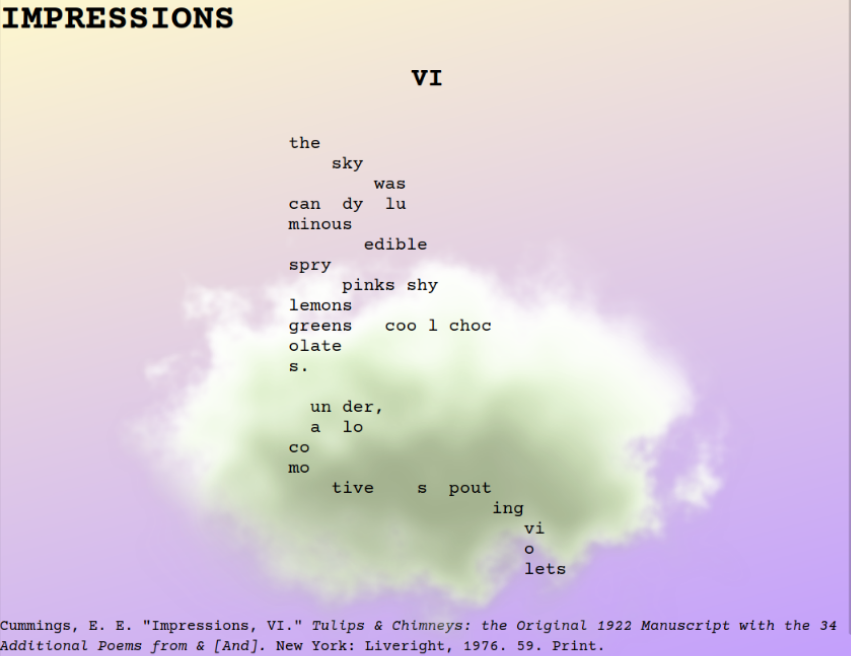 IMPRESSIONS
VI
the
sky
was
can dy lu
minous
edible
spry
pinks shy
lemons
greens coo l choc
olate
s.
un der,
a lo
co
mo
tive s pout
ing
vi
o
lets
Cummings, E. E. "Impressions, VI." Tulips & Chimneys: the Original 1922 Manuscript with the 34
Additional Poems from & [And]. New York: Liveright, 1976. 59. Print.